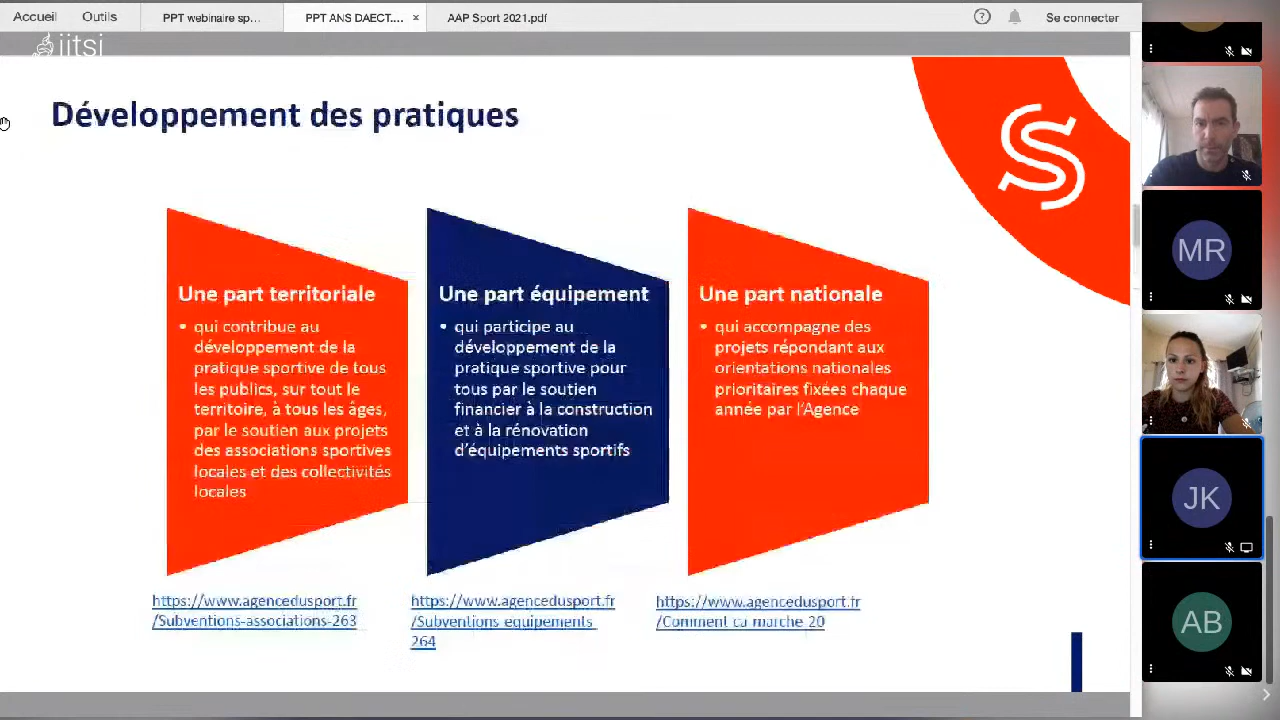 Accueil
Outils
PPT webinaire sp...
PPT ANS DAECT....
×
AAP Sport 2021.pdf
Se connecter
iitsi
Développement des pratiques
S
Une part territoriale
• qui contribue au
développement de la
pratique sportive de tous
les publics, sur tout le
territoire, à tous les âges,
par le soutien aux projets
des associations sportives
locales et des collectivités
locales
Une part équipement
• qui participe au
développement de la
pratique sportive pour
tous par le soutien
financier à la construction
et à la rénovation
d'équipements sportifs
Une part nationale
• qui accompagne des
projets répondant aux
orientations nationales
prioritaires fixées chaque
année par l'Agence
https://www.agencedusport.fr
/Subventions-associations-263
https://www.agencedusport.fr
/Subventions-equipements-
264
https://www.agencedusport.fr
/Comment-ca-marche-20
MR
JK
AB